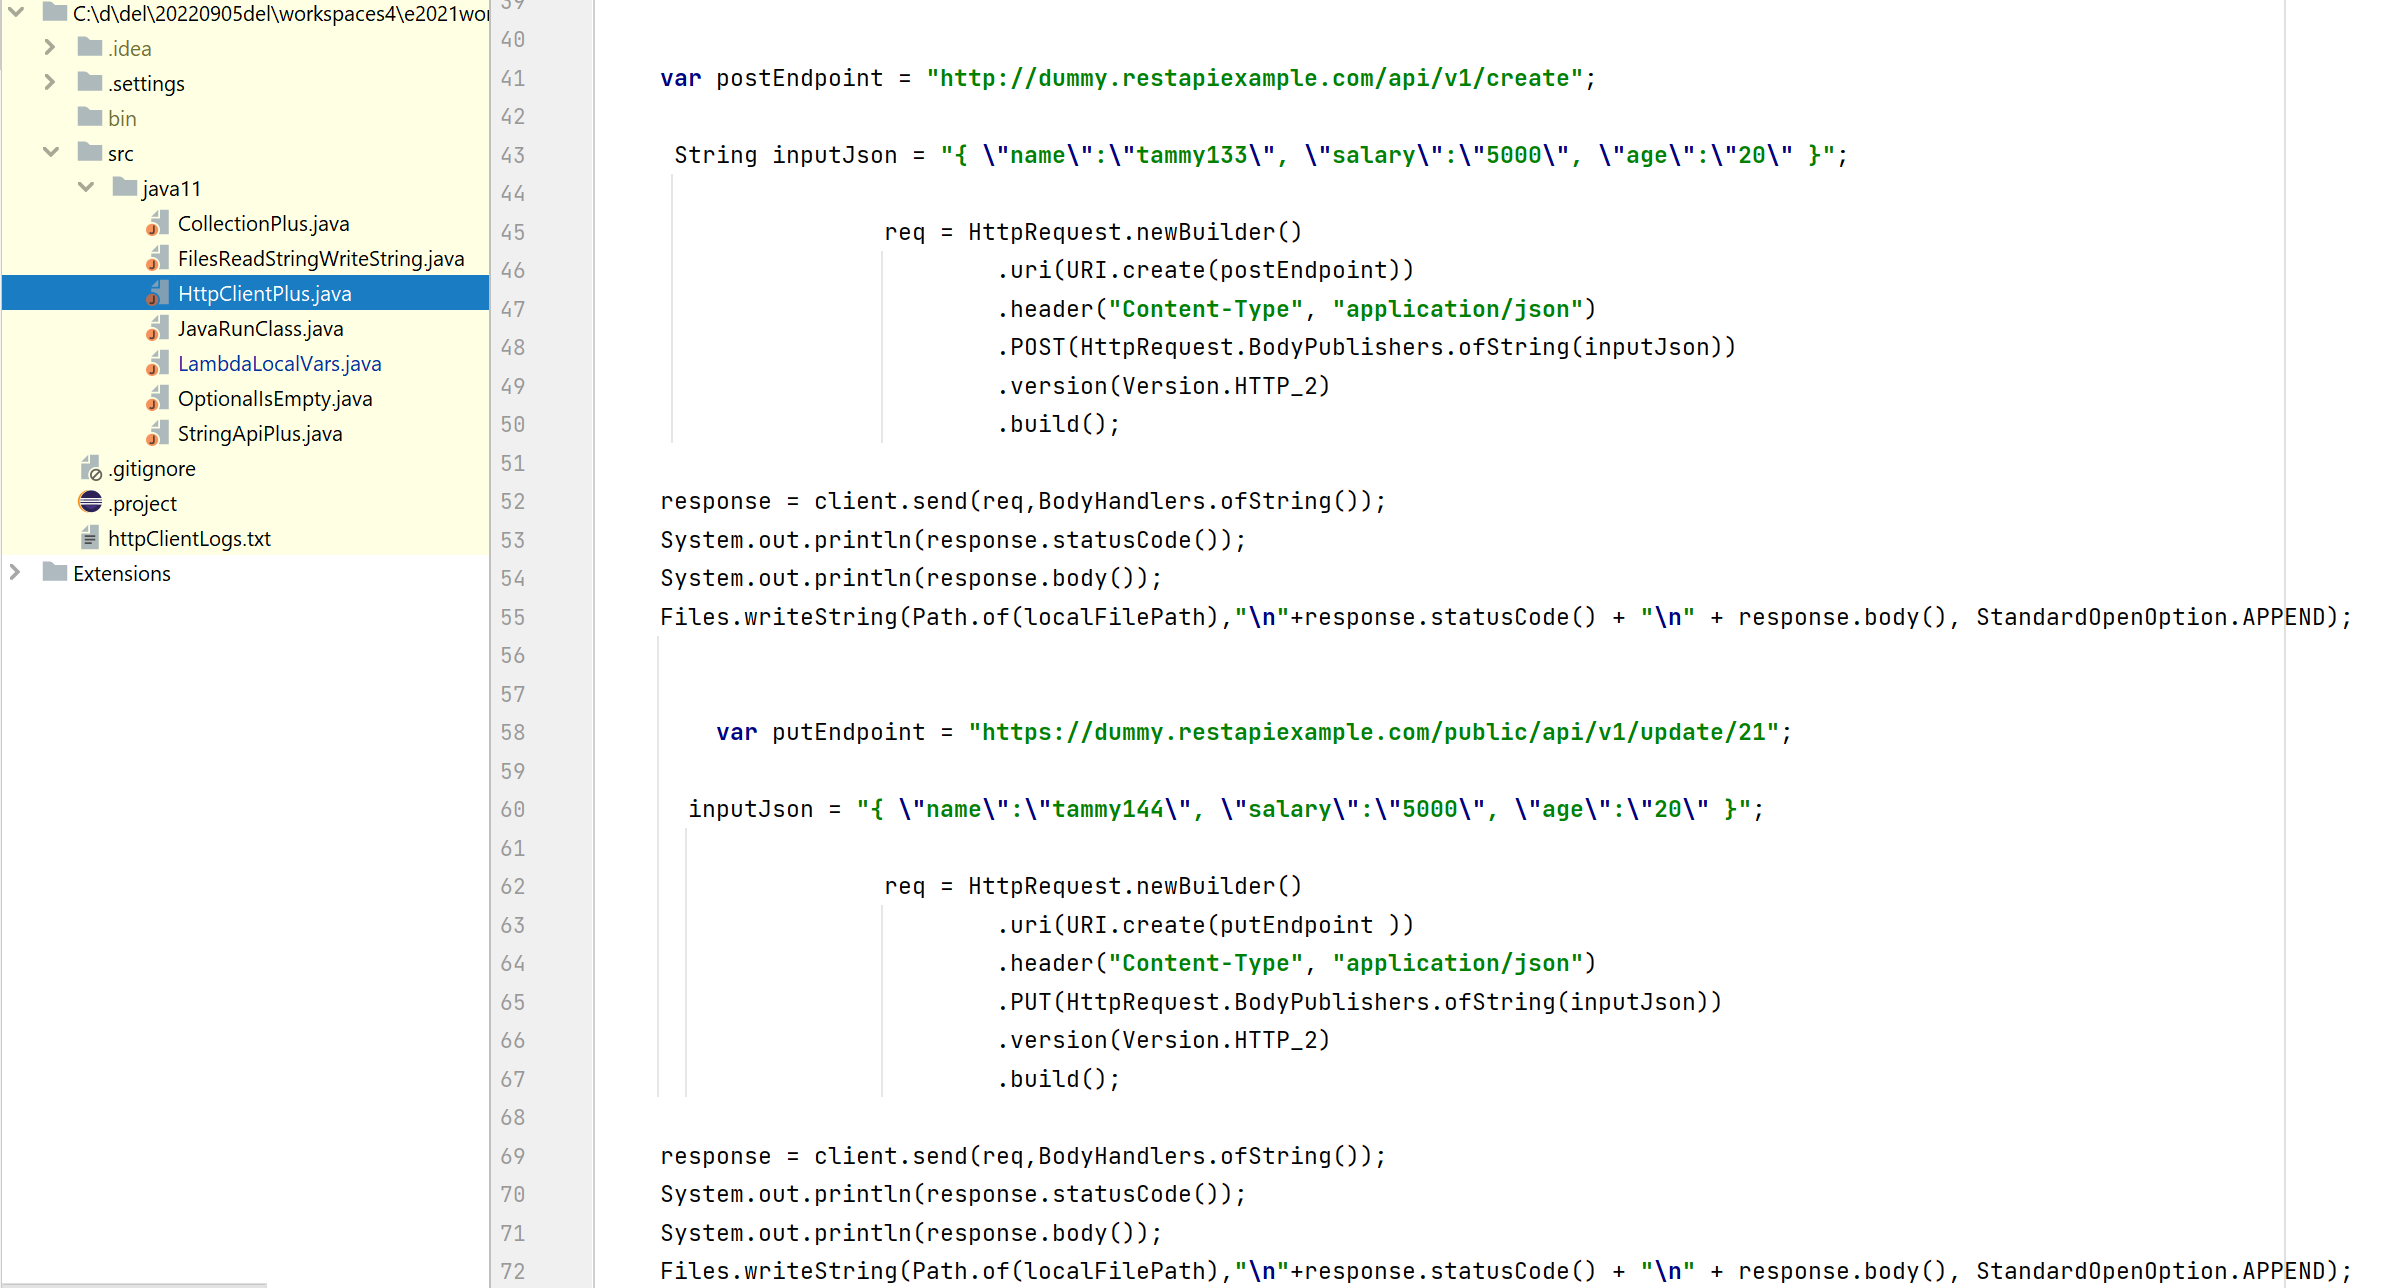 C:\d\del\20220905del\workspaces4\e2021wor
.idea
.settings
bin
src
java11
CollectionPlus.java
FilesReadStringWriteString.java
HttpClientPlus.java
JavaRunClass.java
LambdaLocalVars.java
OptionalIsEmpty.java
StringApiPlus.java
.gitignore
.project
httpClientLogs.txt
Extensions
39
40
41 var postEndpoint = "http://dummy.restapiexample.com/api/v1/create";
42
43 String inputJson = "{ \"name\":\"tammy133\", \"salary\":\"5000\", \"age\":\"20\" }";
44
45 req = HttpRequest.newBuilder()
46 .uri(URI.create(postEndpoint))
47 .header("Content-Type", "application/json")
48 .POST(HttpRequest.BodyPublishers.ofString(inputJson))
49 .version(Version.HTTP_2)
50 .build();
51
52 response = client.send(req,BodyHandlers.ofString());
53 System.out.println(response.statusCode());
54 System.out.println(response.body());
55 Files.writeString(Path.of(localFilePath),"\n"+response.statusCode() + "\n" + response.body(), StandardOpenOption.APPEND);
56
57
58 var putEndpoint = "https://dummy.restapiexample.com/public/api/v1/update/21";
59
60 inputJson = "{ \"name\":\"tammy144\", \"salary\":\"5000\", \"age\":\"20\" }";
61
62 req = HttpRequest.newBuilder()
63 .uri(URI.create(putEndpoint ))
64 .header("Content-Type", "application/json")
65 .PUT(HttpRequest.BodyPublishers.ofString(inputJson))
66 .version(Version.HTTP_2)
67 .build();
68
69 response = client.send(req,BodyHandlers.ofString());
70 System.out.println(response.statusCode());
71 System.out.println(response.body());
72 Files.writeString(Path.of(localFilePath),"\n"+response.statusCode() + "\n" + response.body(), StandardOpenOption.APPEND);